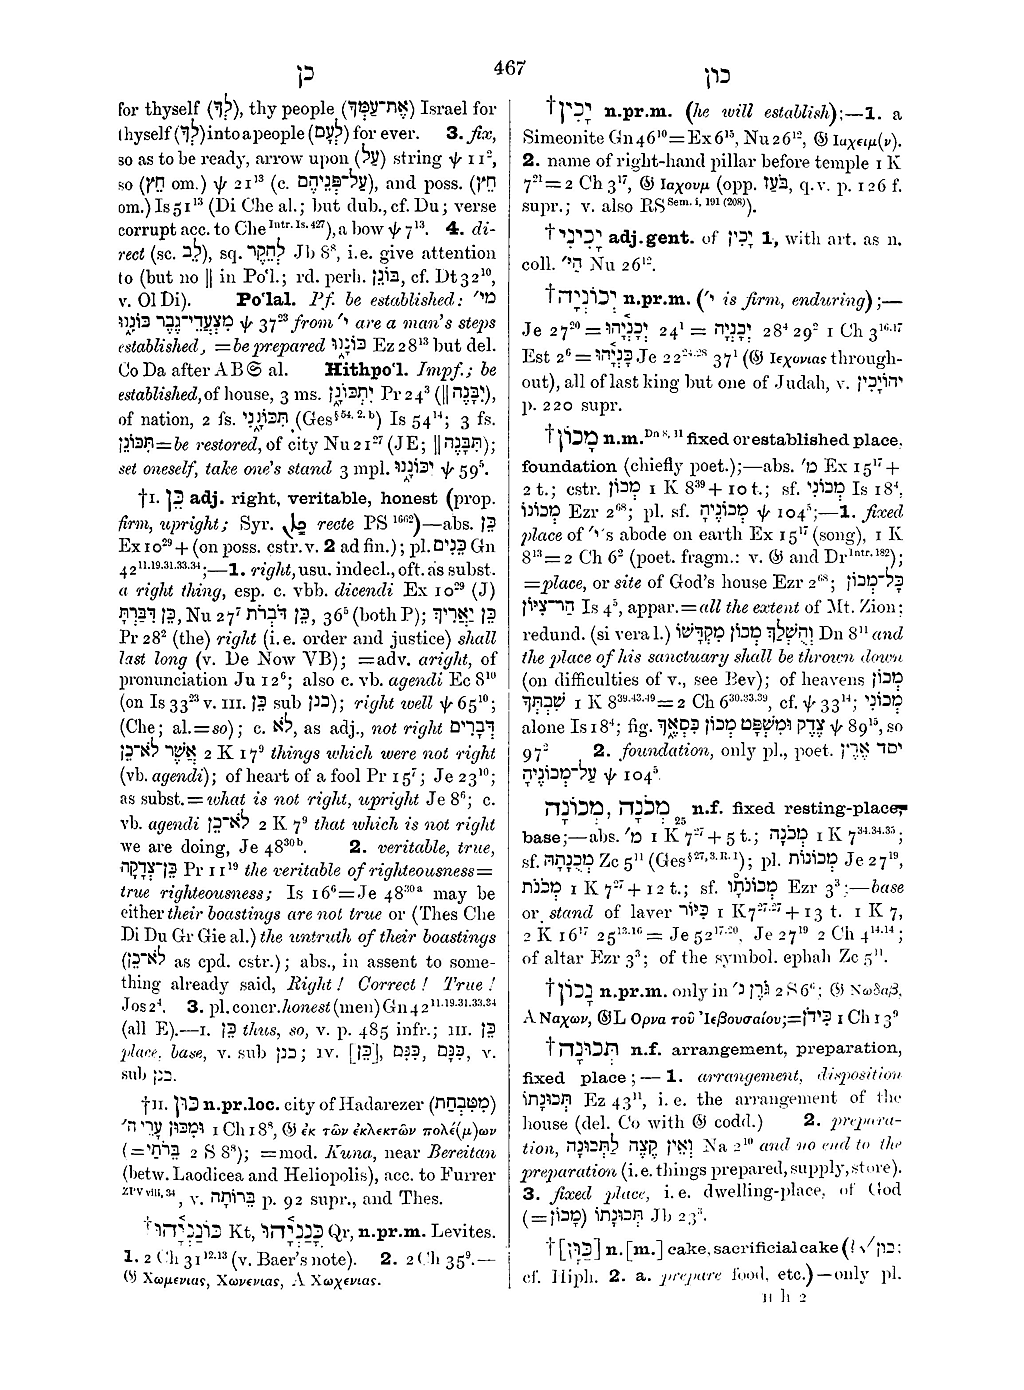 כן
467
כון
for thyself (לְךָ), thy people (אֶת־עַמְּךָ) Israel for
thyself (לְךָ) into a people (לְעָם) for ever. 3. fix,
so as to be ready, arrow upon (עַל) string ψ 11²,
so (חֵץ om.) ψ 21¹³ (c. עַל־פְּנֵיהֶם), and poss. (חֵץ
om.) Is 51¹³ (Di Che al.; but dub., cf. Du; verse
corrupt acc. to Che Intr. Is. 427), a bow ψ 7¹³. 4. di-
rect (sc. לֵב), sq. לְחֵקֶר Jb 8⁸, i.e. give attention
to (but no ‖ in Po‘l.; rd. perh. בּוֹנֵן, cf. Dt 32¹⁰,
v. Ol Di). Po‘lal. Pf. be established: מי׳
מִצְעֲדֵי־גֶבֶר כּוֹנָנוּ ψ 37²³ from י׳ are a man's steps
established, = be prepared כּוֹנָנוּ Ez 28¹³ but del.
Co Da after A B 𝔖 al. Hithpo‘l. Impf.; be
established, of house, 3 ms. יִתְכּוֹנָן Pr 24³ (‖ יִבָּנֶה),
of nation, 2 fs. תִּכּוֹנָנִי (Ges § 54. 2. b) Is 54¹⁴; 3 fs.
תִּכּוֹנֵן = be restored, of city Nu 21²⁷ (JE; ‖ תִּבָּנֶה);
set oneself, take one's stand 3 mpl. יִכּוֹנָנוּ ψ 59⁵.
†I. כֵּן adj. right, veritable, honest (prop.
firm, upright; Syr. recte PS 1662)—abs. כֵּן
Ex 10²⁹ + (on poss. cstr. v. 2 ad fin.); pl. כֵּנִים Gn
42 11.19.31.33.34;—1. right, usu. indecl., oft. as subst.
a right thing, esp. c. vbb. dicendi Ex 10²⁹ (J)
כֵּן דִּבַּרְתָּ, Nu 27⁷ כֵּן דֹּבְרֹת, 36⁵ (both P); כֵּן יַאֲרִיךְ
Pr 28² (the) right (i.e. order and justice) shall
last long (v. De Now VB); = adv. aright, of
pronunciation Ju 12⁶; also c. vb. agendi Ec 8¹⁰
(on Is 33²³ v. III. כֵּן sub כנן); right well ψ 65¹⁰;
(Che; al. = so); c. לֹא, as adj., not right דְּבָרִים
אֲשֶׁר לֹא־כֵן 2 K 17⁹ things which were not right
(vb. agendi); of heart of a fool Pr 15⁷; Je 23¹⁰;
as subst. = what is not right, upright Je 8⁶; c.
vb. agendi לֹא־כֵן 2 K 7⁹ that which is not right
we are doing, Je 48³⁰ᵇ. 2. veritable, true,
כֵּן־צְדָקָה Pr 11¹⁹ the veritable of righteousness =
true righteousness; Is 16⁶ = Je 48³⁰ᵃ may be
either their boastings are not true or (Thes Che
Di Du Gr Gie al.) the untruth of their boastings
(לֹא־כֵן as cpd. cstr.); abs., in assent to some-
thing already said, Right! Correct! True!
Jos 2⁴. 3. pl. concr. honest (men) Gn 42 11.19.31.33.34
(all E).—I. כֵּן thus, so, v. p. 485 infr.; III. כֵּן
place, base, v. sub כנן; IV. [כֵּן], כֵּנָּם, כִּנִּם, v.
sub כנן.
†II. כּוּן n.pr.loc. city of Hadarezer (מִטִּבְחַת
וּמִכּוּן עָרֵי ה׳ 1 Ch 18⁸, 𝔊 ἐκ τῶν ἐκλεκτῶν πολέ(μ)ων
(= בֵּרֹתַי 2 S 8⁸); = mod. Kuna, near Bereitan
(betw. Laodicea and Heliopolis), acc. to Furrer
ZPV viii, 34, v. בֵּרוֹתָה p. 92 supr., and Thes.
†כּוֹנַנְיָהוּ Kt, כָּנַנְיָהוּ Qr, n.pr.m. Levites.
1. 2 Ch 31 12.13 (v. Baer's note). 2. 2 Ch 35⁹.—
𝔊 Χωμενιας, Χωνενιας, A Χωχενιας.
†יָכִין n.pr.m. (he will establish);—1. a
Simeonite Gn 46¹⁰ = Ex 6¹⁵, Nu 26¹², 𝔊 Ιαχειμ(ν).
2. name of right-hand pillar before temple 1 K
7²¹ = 2 Ch 3¹⁷, 𝔊 Ιαχουμ (opp. בֹּעַז, q.v. p. 126 f.
supr.; v. also RS Sem. i, 191 (208)).
†יָכִינִי adj.gent. of יָכִין 1, with art. as n.
coll. הַיּ׳ Nu 26¹².
†יְכוֹנְיָה n.pr.m. (י׳ is firm, enduring);—
Je 27²⁰ = יְכָנְיָהוּ 24¹ = יְכָנְיָה 28⁴ 29² 1 Ch 3 16.17
Est 2⁶ = כָּנְיָהוּ Je 22 24.28 37¹ (𝔊 Ιεχονιας through-
out), all of last king but one of Judah, v. יהויכין
p. 220 supr.
†מָכוֹן n.m. Dn 8, 11 fixed or established place,
foundation (chiefly poet.);—abs. מ׳ Ex 15¹⁷ +
2 t.; cstr. מְכוֹן 1 K 8³⁹ + 10 t.; sf. מְכוֹנִי Is 18⁴,
מְכוֹנוֹ Ezr 2⁶⁸; pl. sf. מְכוֹנֶיהָ ψ 104⁵;—1. fixed
place of י׳'s abode on earth Ex 15¹⁷ (song), 1 K
8¹³ = 2 Ch 6² (poet. fragm.: v. 𝔊 and Dr Intr. 182);
= place, or site of God's house Ezr 2⁶⁸; כָּל־מְכוֹן
הַר־צִיּוֹן Is 4⁵, appar. = all the extent of Mt. Zion;
redund. (si vera l.) וְהֻשְׁלַךְ מְכוֹן מִקְדָּשׁוֹ Dn 8¹¹ and
the place of his sanctuary shall be thrown down
(on difficulties of v., see Bev); of heavens מְכוֹן
שִׁבְתְּךָ 1 K 8 39.43.49 = 2 Ch 6 30.33.39, cf. ψ 33¹⁴; מְכוֹנִי
alone Is 18⁴; fig. צֶדֶק וּמִשְׁפָּט מְכוֹן כִּסְאֶךָ ψ 89¹⁵, so
97² 2. foundation, only pl., poet. יסד אֶרֶץ
עַל־מְכוֹנֶיהָ ψ 104⁵.
מְכֹנָה, מְכוֹנָה n.f. 25 fixed resting-place,
base;—abs. מ׳ 1 K 7²⁷ + 5 t.; מְכֹנָה 1 K 7 34.34.35;
sf. מְכֻנָתָהּ Zc 5¹¹ (Ges § 27, 3. R. 1); pl. מְכוֹנוֹת Je 27¹⁹,
מְכֹנֹת 1 K 7²⁷ + 12 t.; sf. מְכוֹנֹתָו Ezr 3³;—base
or stand of laver כִּיּוֹר 1 K 7 27.27 + 13 t. 1 K 7,
2 K 16¹⁷ 25 13.16 = Je 52 17.20, Je 27¹⁹ 2 Ch 4 14.14;
of altar Ezr 3³; of the symbol. ephah Zc 5¹¹.
†נָכוֹן n.pr.m. only in גֹּרֶן נ׳ 2 S 6⁶; 𝔊 Νωδαβ,
A Ναχων, 𝔊L Ορνα τοῦ Ἰεβουσαίου; = כִּידֹן 1 Ch 13⁹
†תְּכוּנָה n.f. arrangement, preparation,
fixed place;—1. arrangement, disposition
תְּכוּנָתוֹ Ez 43¹¹, i.e. the arrangement of the
house (del. Co with 𝔊 codd.) 2. prepara-
tion, וְאֵין קֵצֶה לַתְּכוּנָה Na 2¹⁰ and no end to the
preparation (i.e. things prepared, supply, store).
3. fixed place, i.e. dwelling-place, of God
(= מָכוֹן) תְּכוּנָתוֹ Jb 23³.
†[כַּוָּן] n.[m.] cake, sacrificial cake (? √ כון;
cf. Hiph. 2. a. prepare food, etc.)—only pl.
H h 2